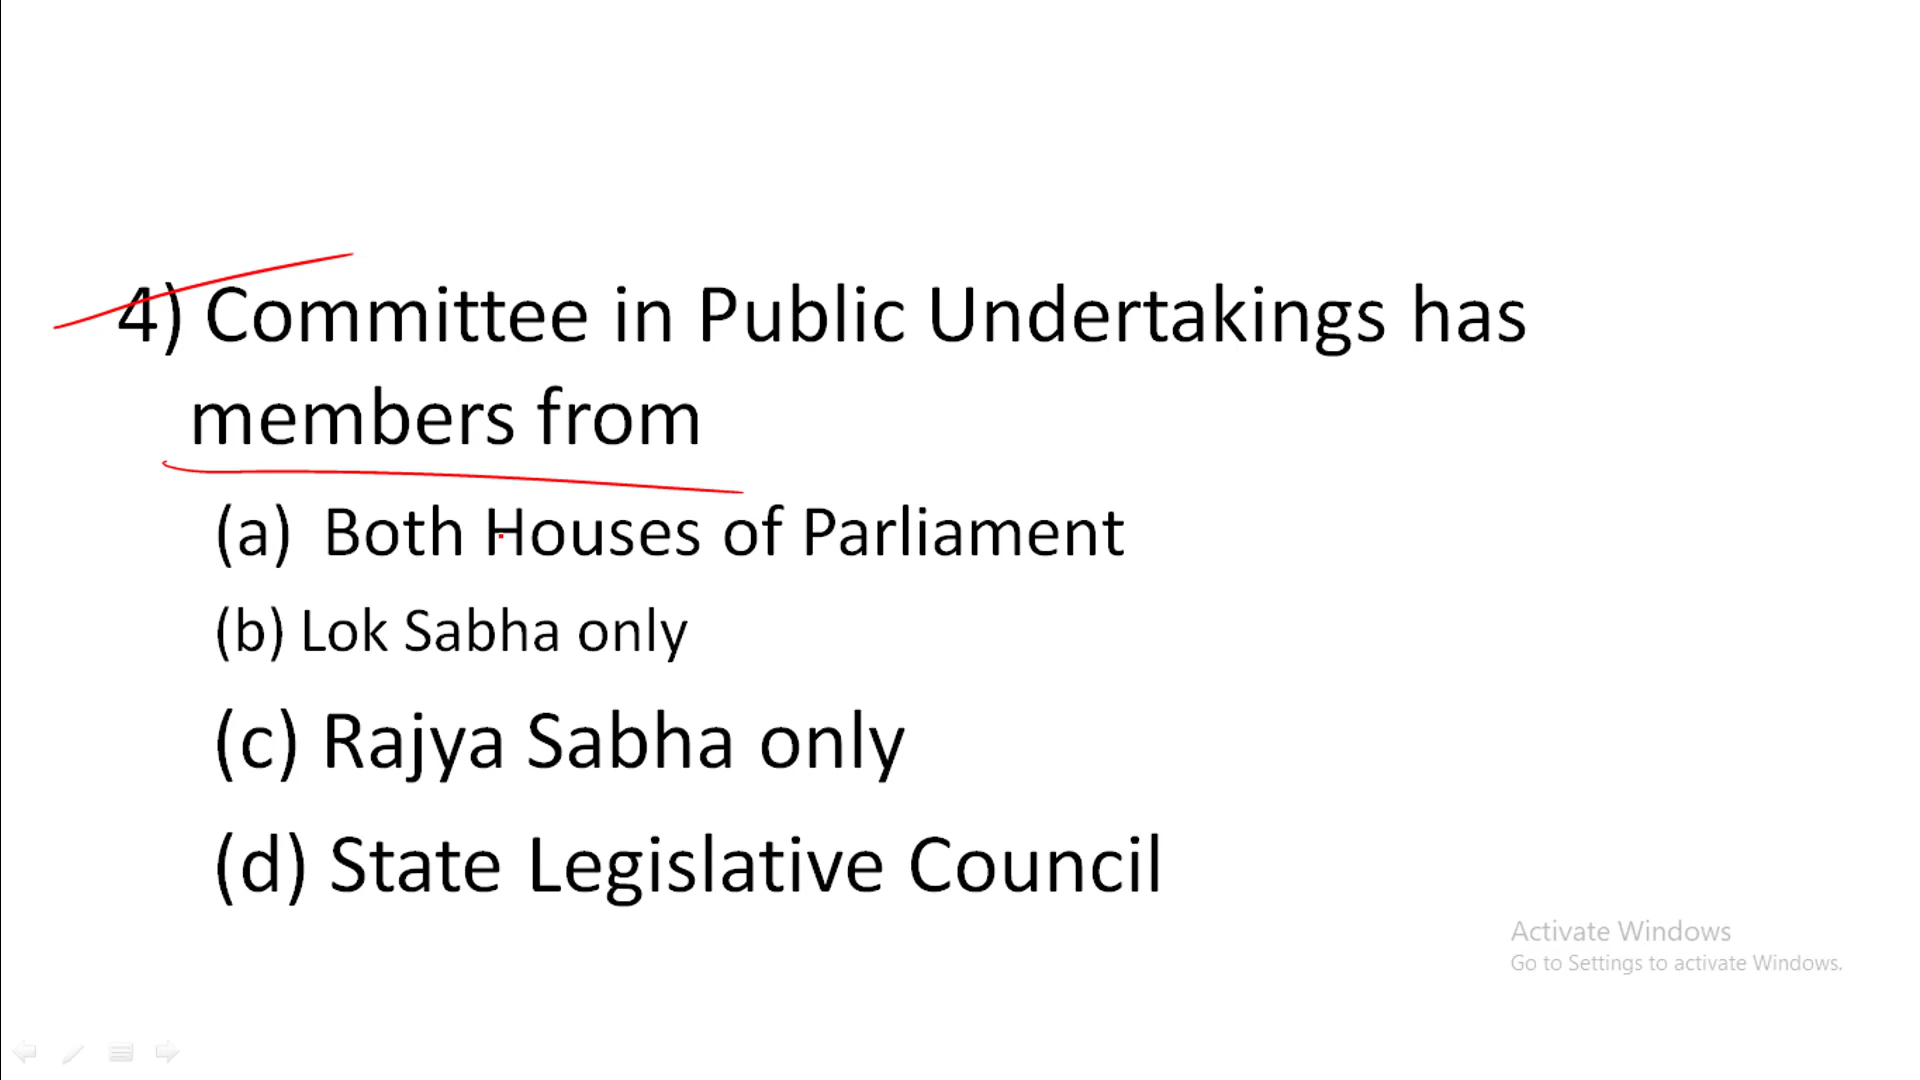 4) Committee in Public Undertakings has
members from
(a) Both Houses of Parliament
(b) Lok Sabha only
(c) Rajya Sabha only
(d) State Legislative Council
Activate Windows
Go to Settings to activate Windows.